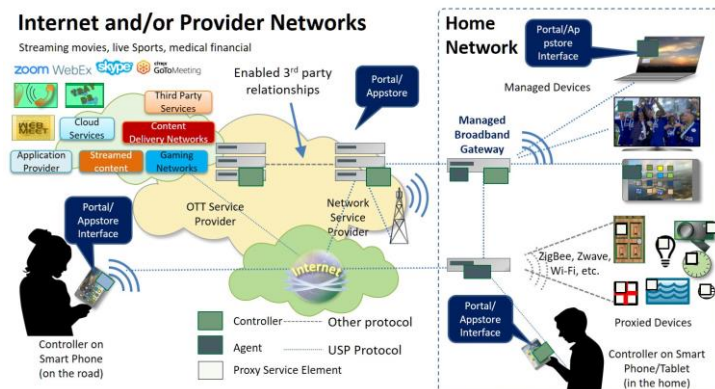 Internet and/or Provider Networks
Streaming movies, live Sports, medical financial
zoom WebEx skype citrix GoToMeeting
Enabled 3rd party
relationships
Portal/
Appstore
Third Party
Services
Cloud
Services
Content
Delivery Networks
WEB
MEET
Application
Provider
Streamed
content
Gaming
Networks
OTT Service
Provider
Network
Service
Provider
Portal/
Appstore
Interface
Internet
Controller on
Smart Phone
(on the road)
Controller
Agent
Proxy Service Element
Other protocol
USP Protocol
Home
Network
Portal/Ap
pstore
Interface
Managed Devices
Managed
Broadband
Gateway
ZigBee, Zwave,
Wi-Fi, etc.
Proxied Devices
Portal/
Appstore
Interface
Controller on Smart
Phone/Tablet
(in the home)